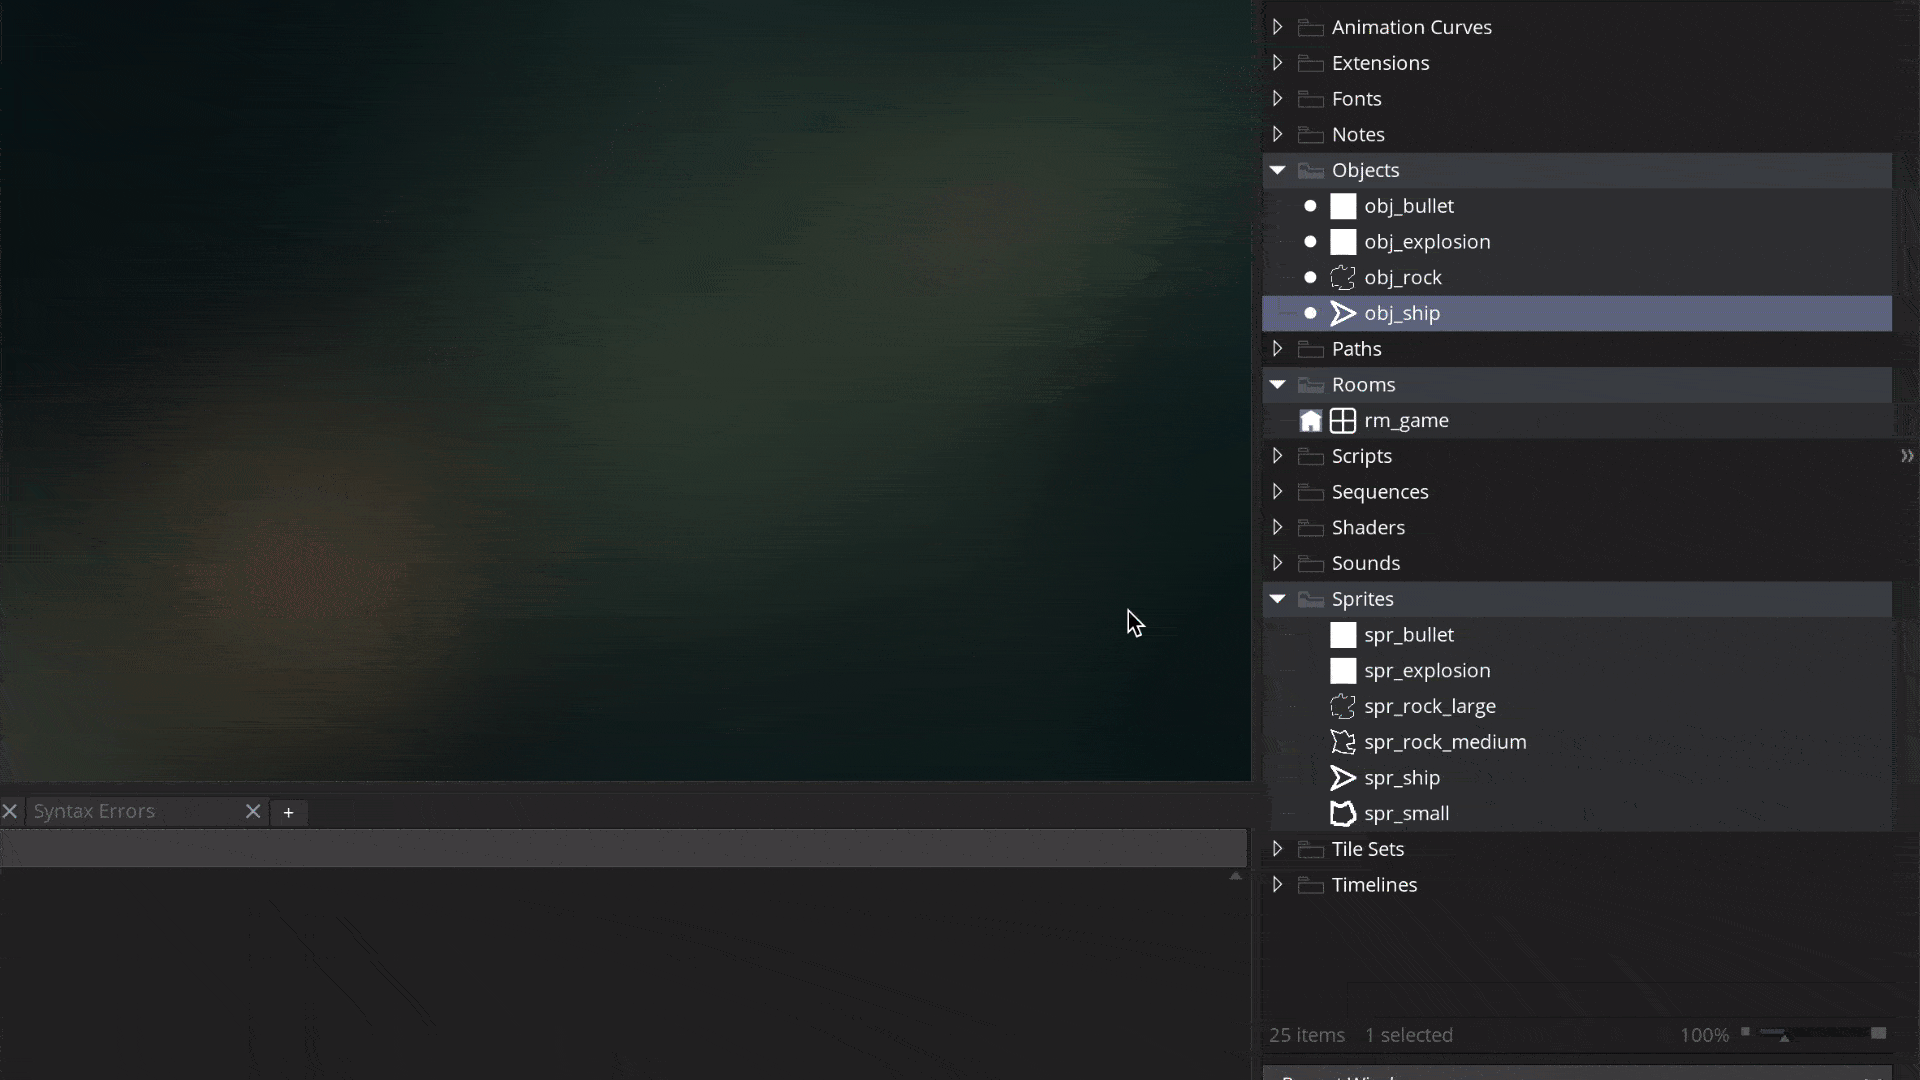 Animation Curves
Extensions
Fonts
Notes
Objects
obj_bullet
obj_explosion
obj_rock
obj_ship
Paths
Rooms
rm_game
Scripts
Sequences
Shaders
Sounds
Sprites
spr_bullet
spr_explosion
spr_rock_large
spr_rock_medium
spr_ship
spr_small
Tile Sets
Timelines
Syntax Errors
25 items 1 selected 100%